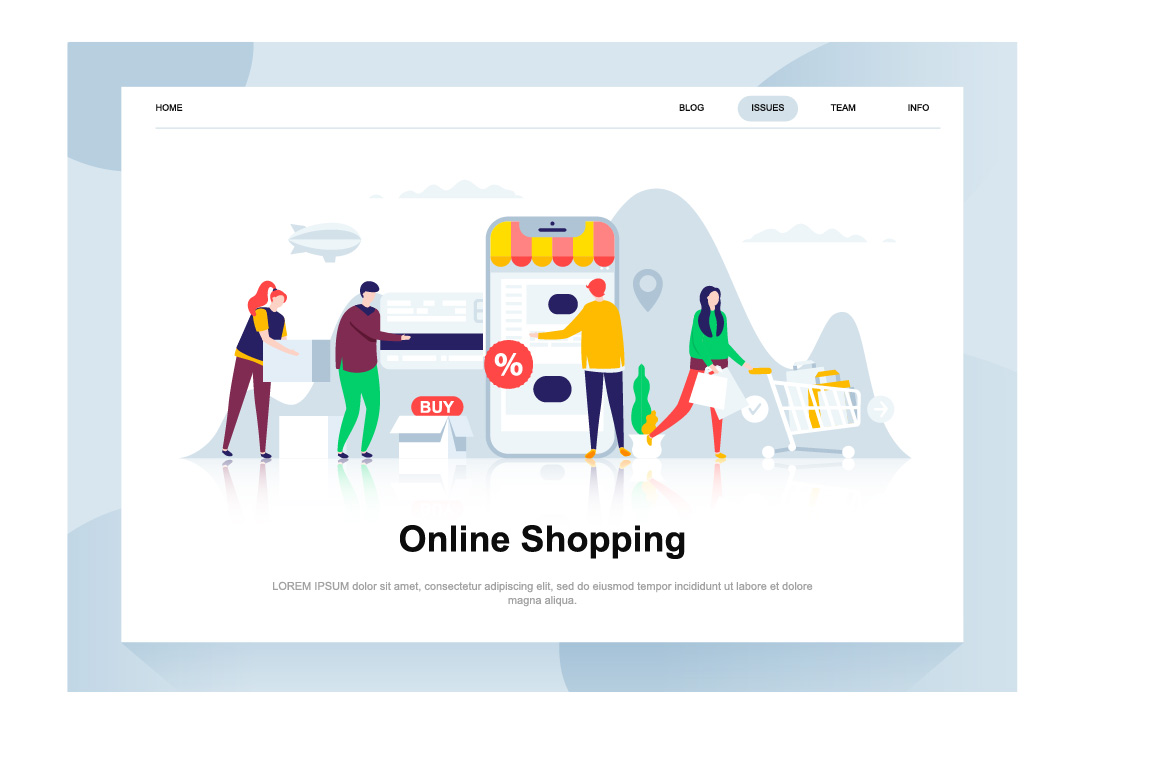 HOME
BLOG
ISSUES
TEAM
INFO
%
BUY
Online Shopping
LOREM IPSUM dolor sit amet, consectetur adipiscing elit, sed do eiusmod tempor incididunt ut labore et dolore
magna aliqua.